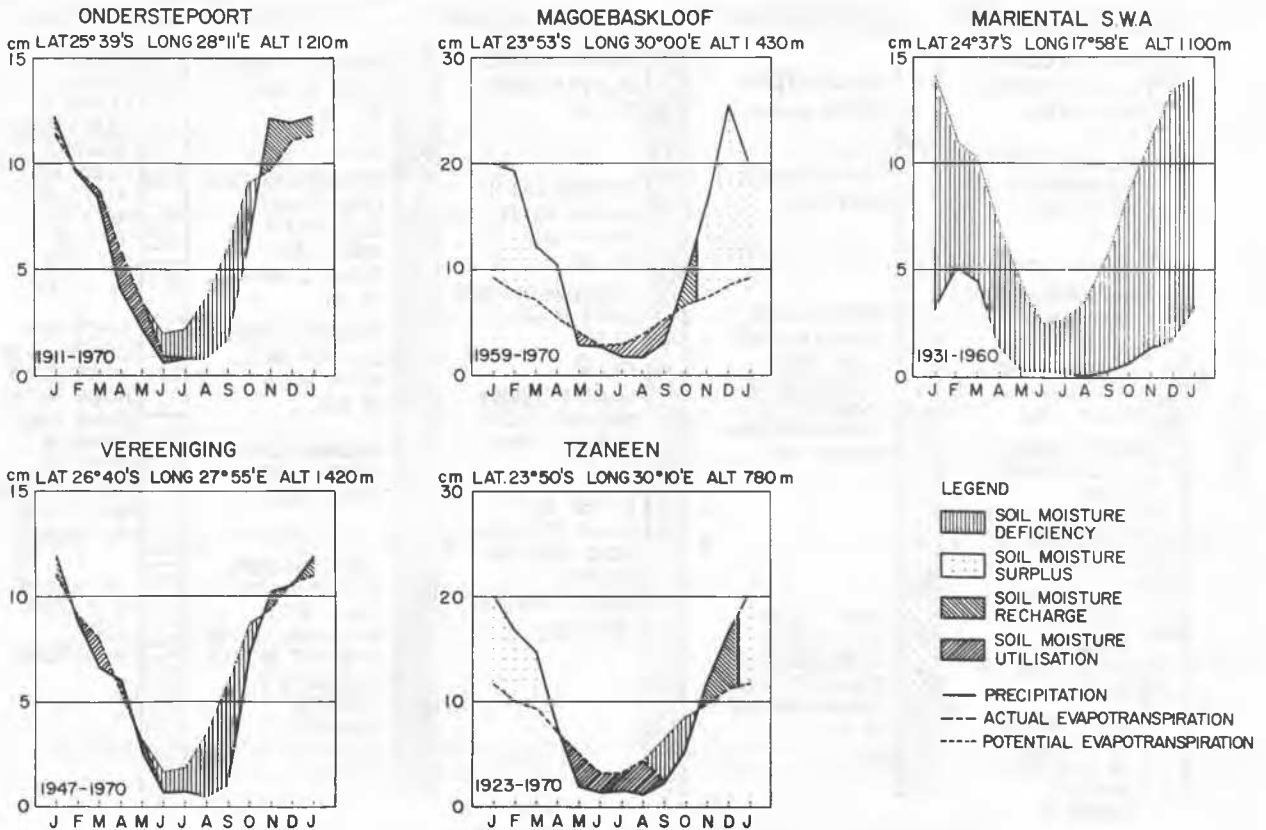 ONDERSTEPOORT
cm LAT 25°39'S LONG 28°11'E ALT 1210m
15
10
5
0
1911-1970
J F M A M J J A S O N D J
MAGOEBASKLOOF
cm LAT 23°53'S LONG 30°00'E ALT 1430m
30
20
10
0
1959-1970
J F M A M J J A S O N D J
MARIENTAL S.W.A
cm LAT 24°37'S LONG 17°58'E ALT 1100m
15
10
5
0
1931-1960
J F M A M J J A S O N D J
VEREENIGING
cm LAT 26°40'S LONG 27°55'E ALT 1420m
15
10
5
0
1947-1970
J F M A M J J A S O N D J
TZANEEN
cm LAT. 23°50'S LONG 30°10'E ALT 780m
30
20
10
0
1923-1970
J F M A M J J A S O N D J
LEGEND
SOIL MOISTURE
DEFICIENCY
SOIL MOISTURE
SURPLUS
SOIL MOISTURE
RECHARGE
SOIL MOISTURE
UTILISATION
PRECIPITATION
ACTUAL EVAPOTRANSPIRATION
POTENTIAL EVAPOTRANSPIRATION